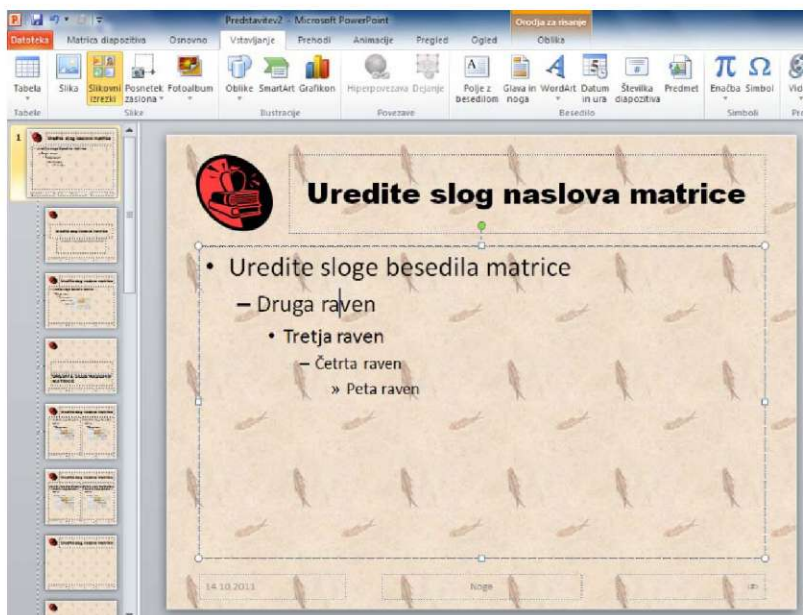 Predstavitev2 - Microsoft PowerPoint
Orodja za risanje
Datoteka Matrica diapozitiva Osnovno Vstavljanje Prehodi Animacije Pregled Ogled Oblika
Tabela Slika Slikovni izrezki Posnetek zaslona Fotoalbum Oblike SmartArt Grafikon Hiperpovezava Dejanje Polje z besedilom Glava in noga WordArt Datum in ura Številka diapozitiva Predmet Enačba Simbol
Tabele Slike Ilustracije Povezave Besedilo Simboli
1
Uredite slog naslova matrice
• Uredite sloge besedila matrice
– Druga raven
• Tretja raven
– Četrta raven
» Peta raven
14.10.2013 Noga ‹#›